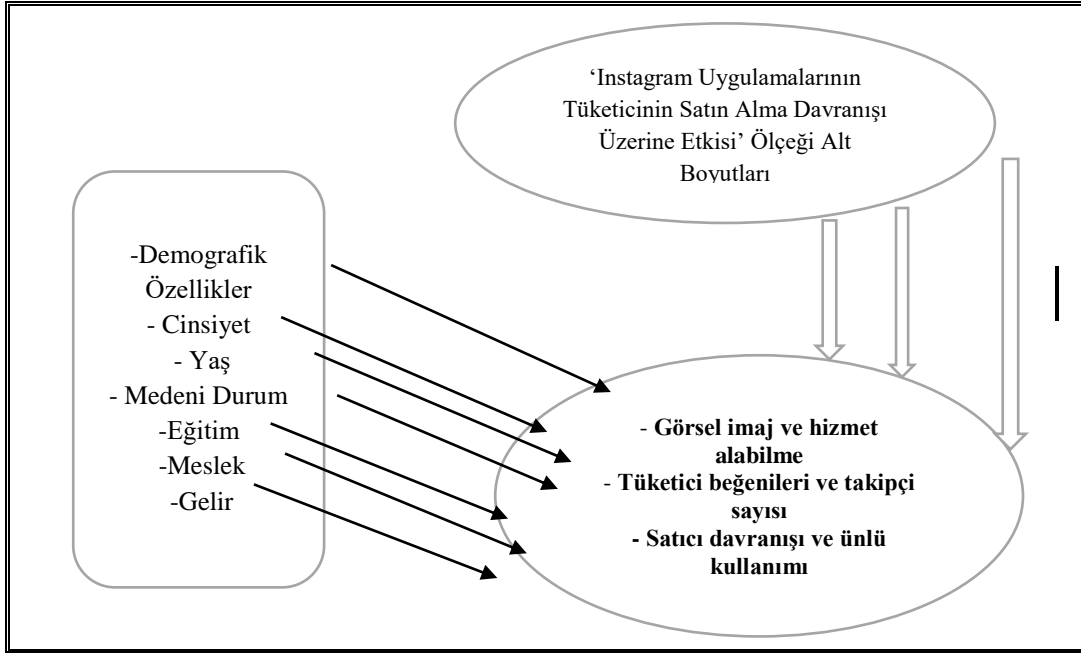 ‘Instagram Uygulamalarının
Tüketicinin Satın Alma Davranışı
Üzerine Etkisi’ Ölçeği Alt
Boyutları
-Demografik
Özellikler
- Cinsiyet
- Yaş
- Medeni Durum
-Eğitim
-Meslek
-Gelir
- Görsel imaj ve hizmet
alabilme
- Tüketici beğenileri ve takipçi
sayısı
- Satıcı davranışı ve ünlü
kullanımı